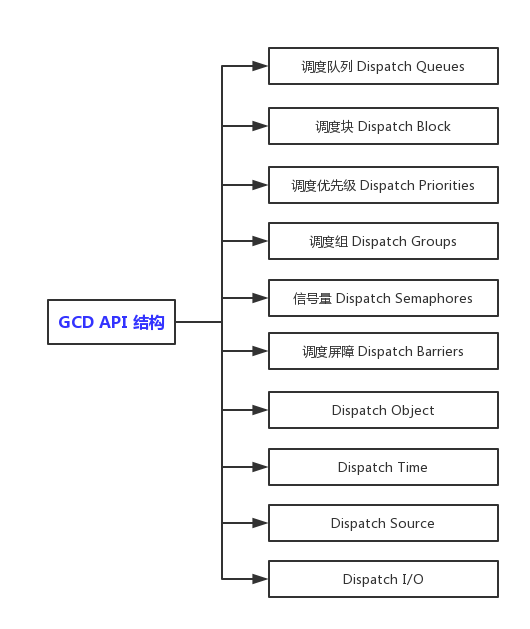 调度队列 Dispatch Queues
调度块 Dispatch Block
调度优先级 Dispatch Priorities
调度组 Dispatch Groups
信号量 Dispatch Semaphores
GCD API 结构
调度屏障 Dispatch Barriers
Dispatch Object
Dispatch Time
Dispatch Source
Dispatch I/O